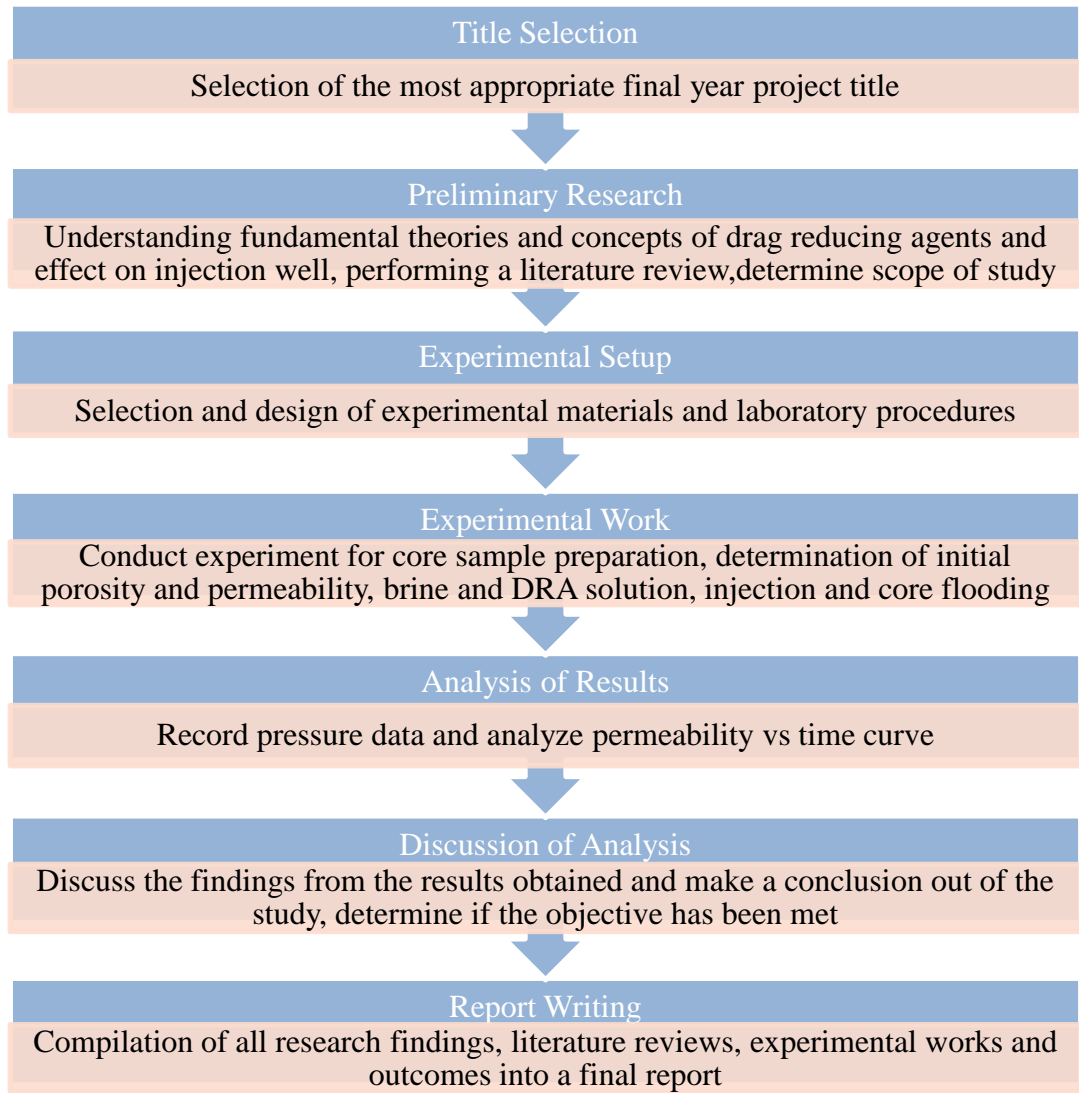 Title Selection
Selection of the most appropriate final year project title
Preliminary Research
Understanding fundamental theories and concepts of drag reducing agents and
effect on injection well, performing a literature review,determine scope of study
Experimental Setup
Selection and design of experimental materials and laboratory procedures
Experimental Work
Conduct experiment for core sample preparation, determination of initial
porosity and permeability, brine and DRA solution, injection and core flooding
Analysis of Results
Record pressure data and analyze permeability vs time curve
Discussion of Analysis
Discuss the findings from the results obtained and make a conclusion out of the
study, determine if the objective has been met
Report Writing
Compilation of all research findings, literature reviews, experimental works and
outcomes into a final report